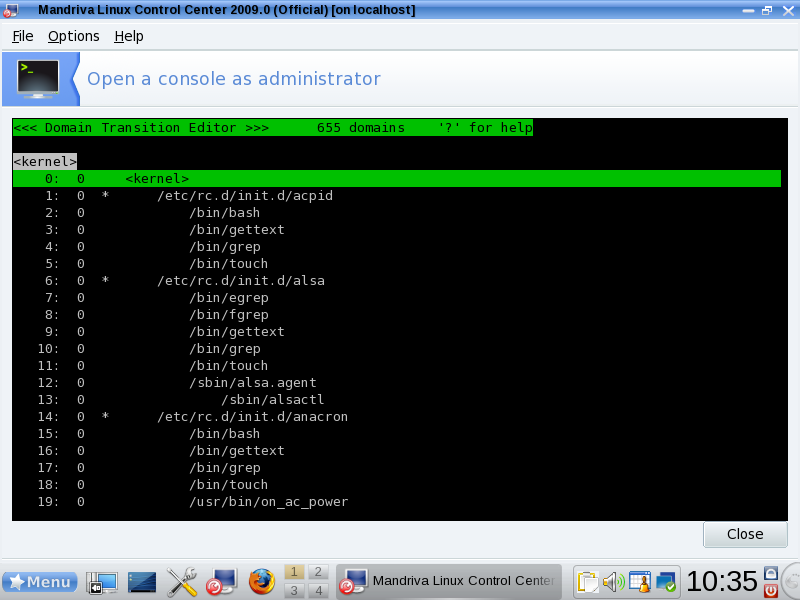 Mandriva Linux Control Center 2009.0 (Official) [on localhost]
File Options Help
>_
Open a console as administrator
<<< Domain Transition Editor >>>      655 domains    '?' for help
<kernel>
0:  0     <kernel>
1:  0  *      /etc/rc.d/init.d/acpid
2:  0             /bin/bash
3:  0             /bin/gettext
4:  0             /bin/grep
5:  0             /bin/touch
6:  0  *      /etc/rc.d/init.d/alsa
7:  0             /bin/egrep
8:  0             /bin/fgrep
9:  0             /bin/gettext
10:  0             /bin/grep
11:  0             /bin/touch
12:  0             /sbin/alsa.agent
13:  0                 /sbin/alsactl
14:  0  *      /etc/rc.d/init.d/anacron
15:  0             /bin/bash
16:  0             /bin/gettext
17:  0             /bin/grep
18:  0             /bin/touch
19:  0             /usr/bin/on_ac_power
Close
Menu
1 2
3 4
Mandriva Linux Control Center
10:35